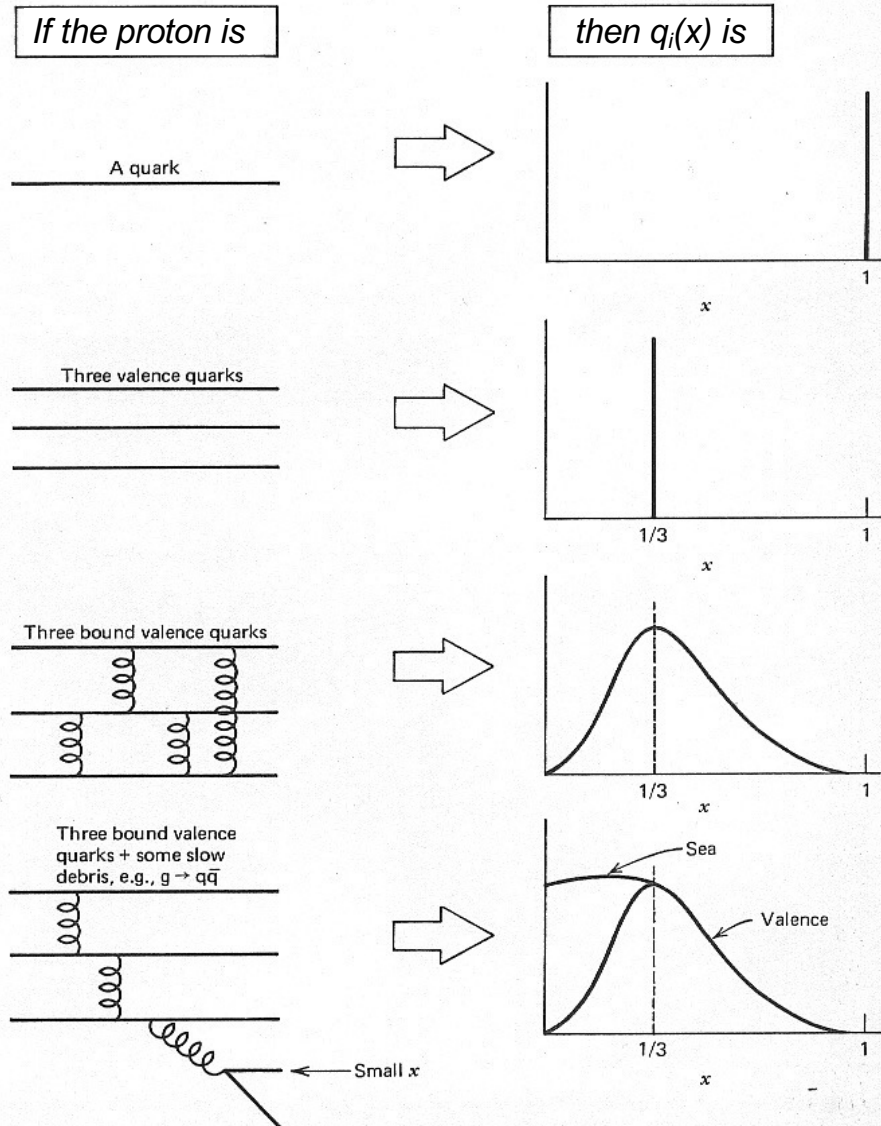 If the proton is
then qᵢ(x) is
A quark
1
x
Three valence quarks
1/3
1
x
Three bound valence quarks
1/3
1
x
Three bound valence
quarks + some slow
debris, e.g., g → qq̅
Small x
Sea
Valence
1/3
1
x